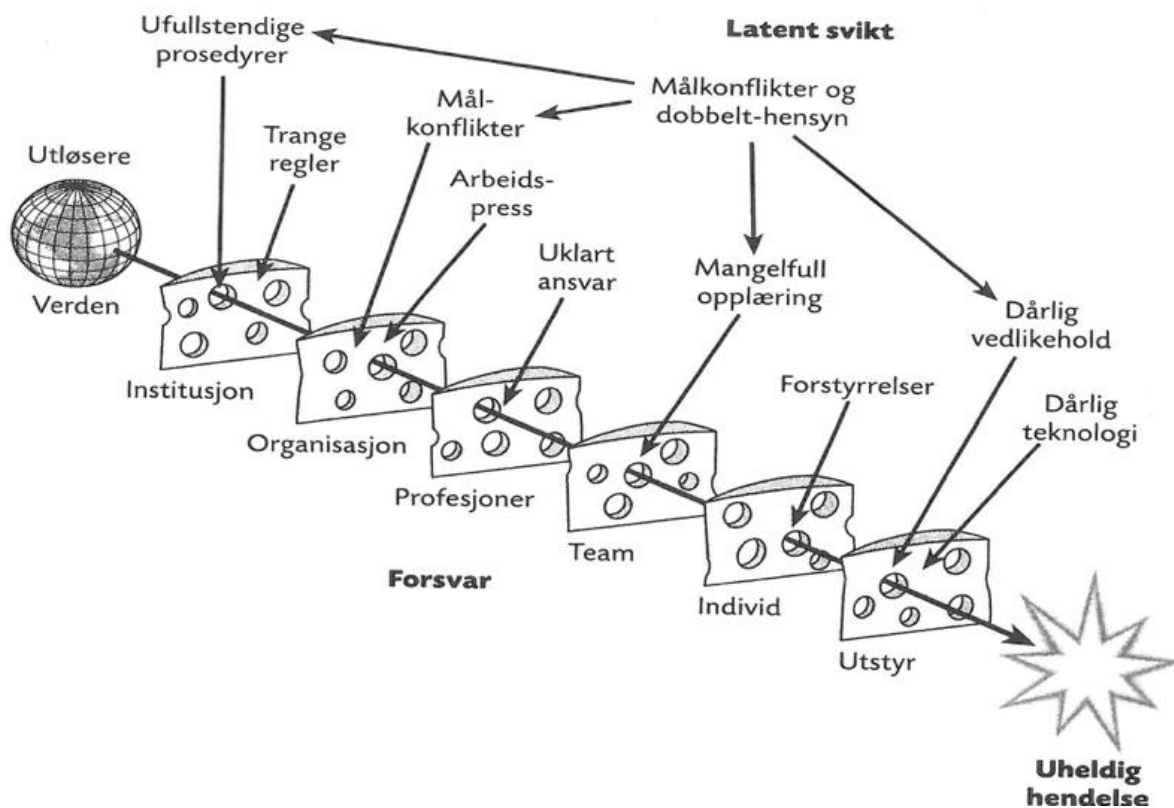 Ufullstendige
prosedyrer
Latent svikt
Målkonflikter og
dobbelt-hensyn
Mål-
konflikter
Trange
regler
Utløsere
Arbeids-
press
Uklart
ansvar
Mangelfull
opplæring
Verden
Dårlig
vedlikehold
Institusjon
Forstyrrelser
Dårlig
teknologi
Organisasjon
Profesjoner
Team
Forsvar
Individ
Utstyr
Uheldig
hendelse